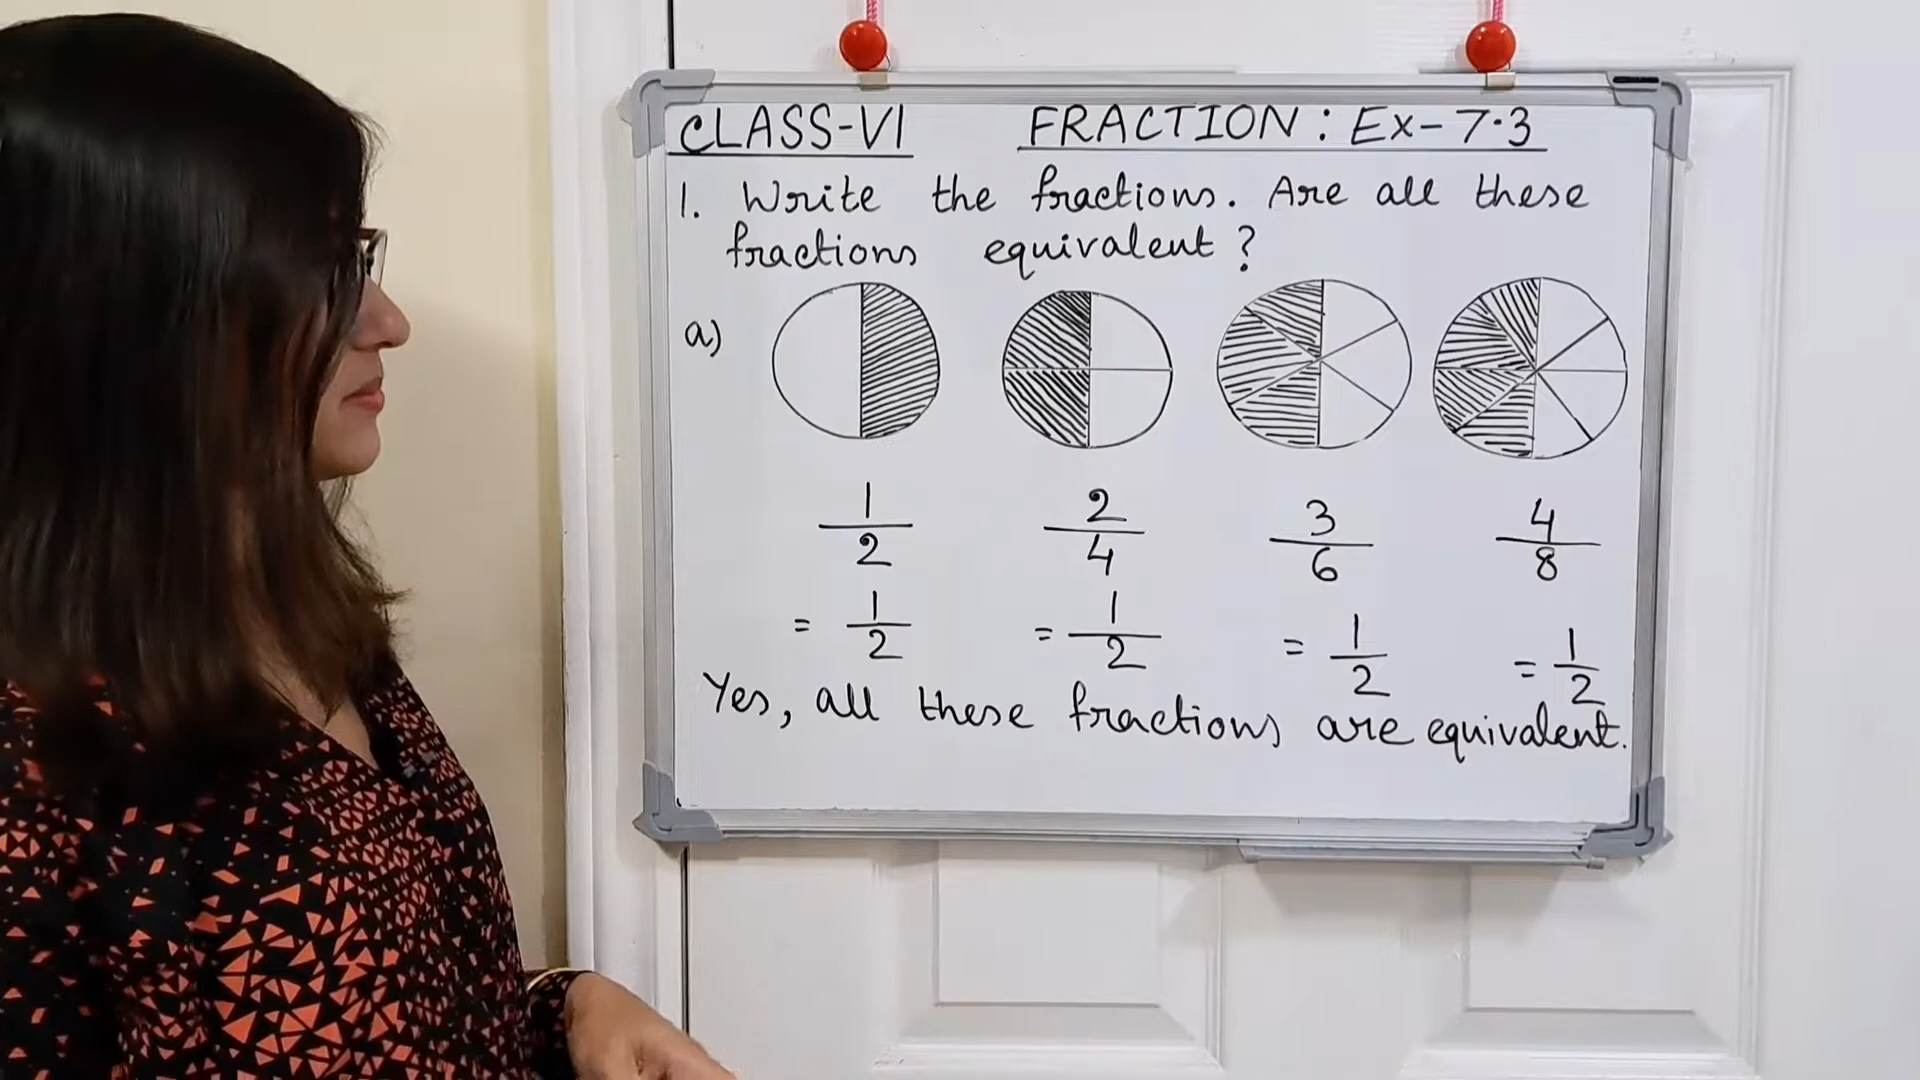 CLASS-VI FRACTION : Ex-7.3
1. Write the fractions. Are all these
fractions equivalent ?
a)
1/2 2/4 3/6 4/8
= 1/2 = 1/2 = 1/2 = 1/2
Yes, all these fractions are equivalent.